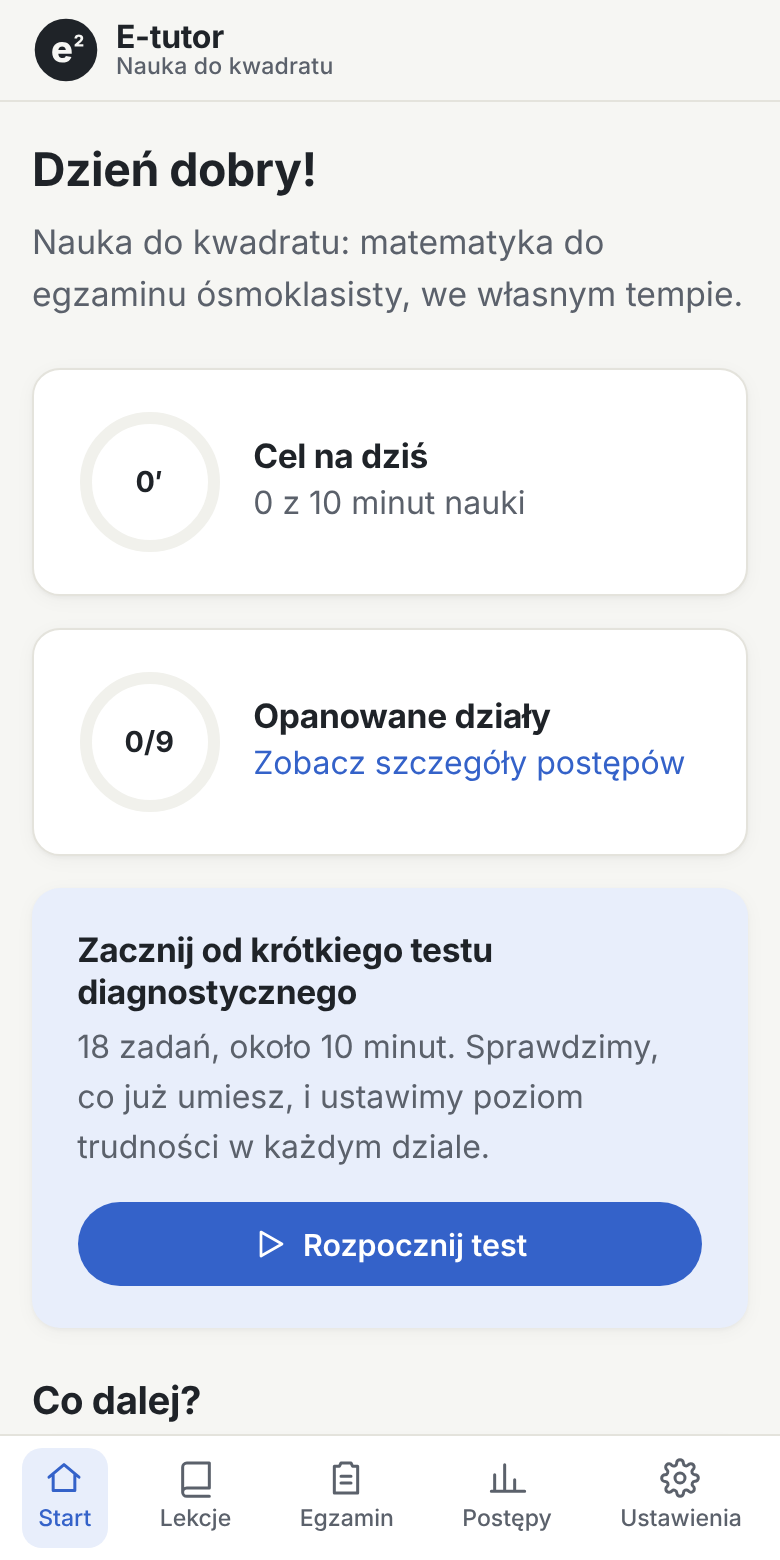 e²
E-tutor
Nauka do kwadratu
Dzień dobry!
Nauka do kwadratu: matematyka do
egzaminu ósmoklasisty, we własnym tempie.
0′
Cel na dziś
0 z 10 minut nauki
0/9
Opanowane działy
Zobacz szczegóły postępów
Zacznij od krótkiego testu
diagnostycznego
18 zadań, około 10 minut. Sprawdzimy,
co już umiesz, i ustawimy poziom
trudności w każdym dziale.
Rozpocznij test
Co dalej?
Start
Lekcje
Egzamin
Postępy
Ustawienia